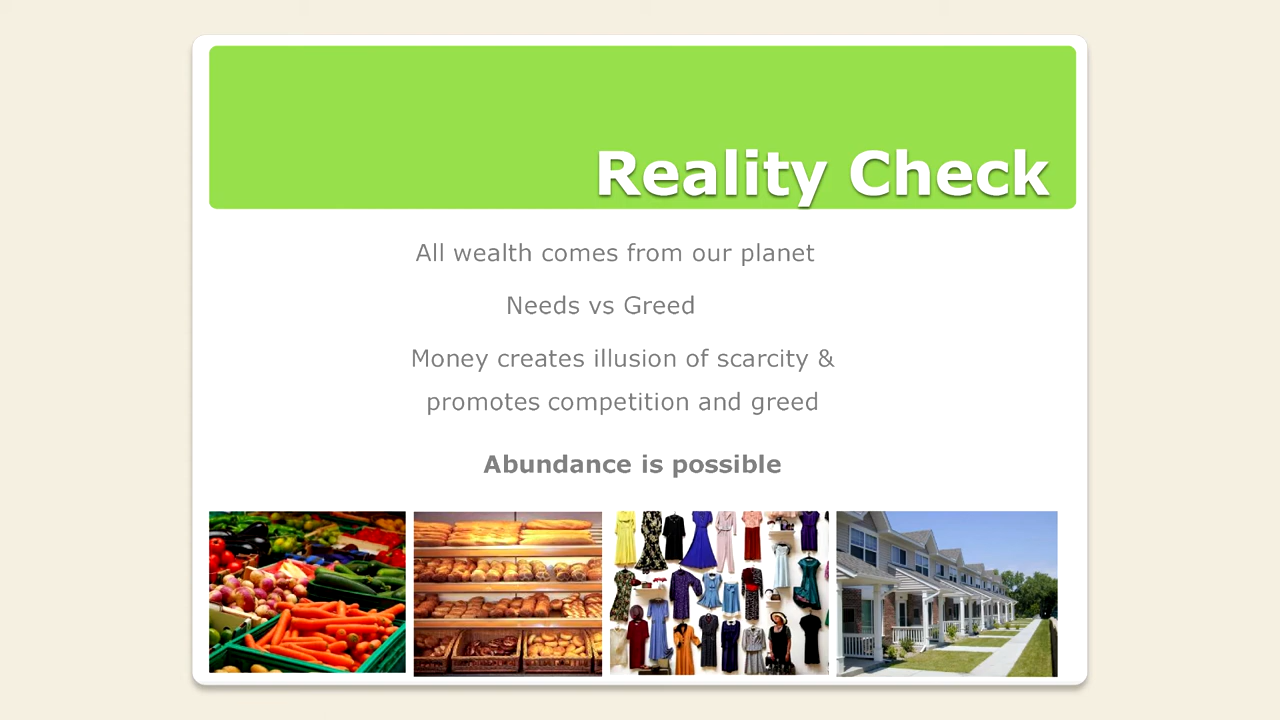 Reality Check
All wealth comes from our planet
Needs vs Greed
Money creates illusion of scarcity &
promotes competition and greed
Abundance is possible